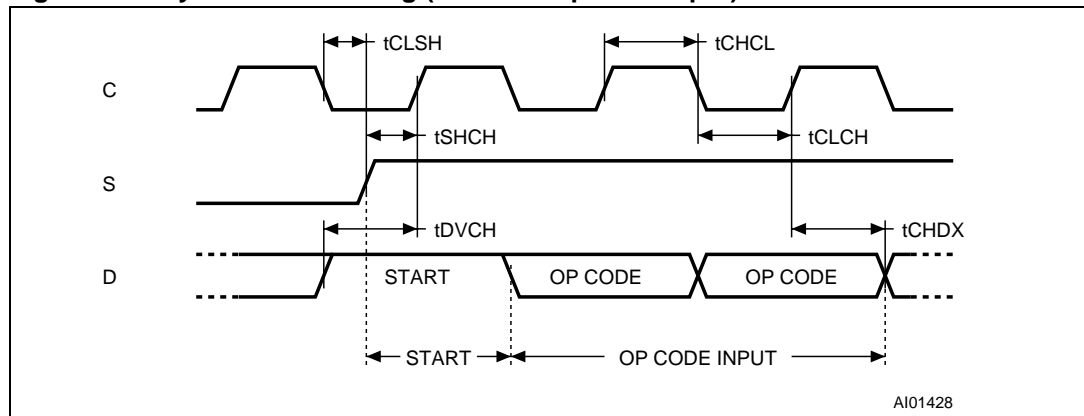 tCLSH tCHCL
C
tSHCH tCLCH
S
tDVCH tCHDX
D START OP CODE OP CODE
START OP CODE INPUT
AI01428